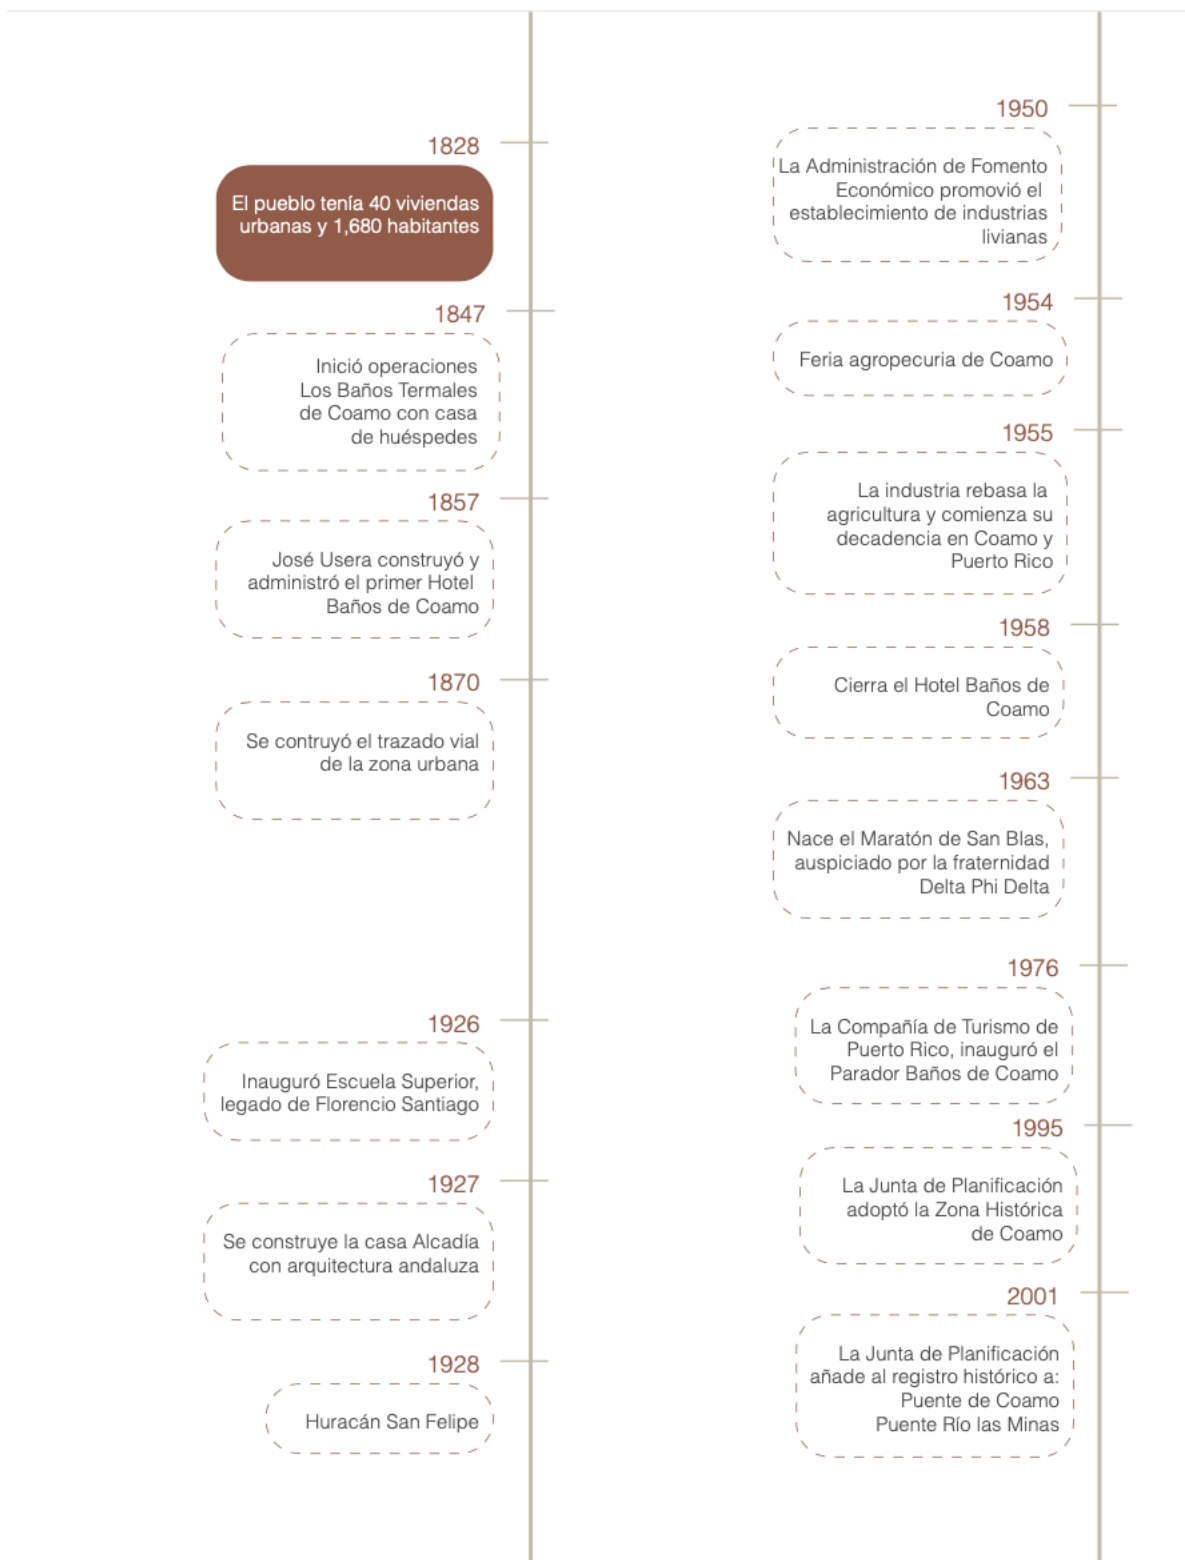 1828
El pueblo tenía 40 viviendas
urbanas y 1,680 habitantes
1847
Inició operaciones
Los Baños Termales
de Coamo con casa
de huéspedes
1857
José Usera construyó y
administró el primer Hotel
Baños de Coamo
1870
Se contruyó el trazado vial
de la zona urbana
1926
Inauguró Escuela Superior,
legado de Florencio Santiago
1927
Se construye la casa Alcadía
con arquitectura andaluza
1928
Huracán San Felipe
1950
La Administración de Fomento
Económico promovió el
establecimiento de industrias
livianas
1954
Feria agropecuria de Coamo
1955
La industria rebasa la
agricultura y comienza su
decadencia en Coamo y
Puerto Rico
1958
Cierra el Hotel Baños de
Coamo
1963
Nace el Maratón de San Blas,
auspiciado por la fraternidad
Delta Phi Delta
1976
La Compañía de Turismo de
Puerto Rico, inauguró el
Parador Baños de Coamo
1995
La Junta de Planificación
adoptó la Zona Histórica
de Coamo
2001
La Junta de Planificación
añade al registro histórico a:
Puente de Coamo
Puente Río las Minas